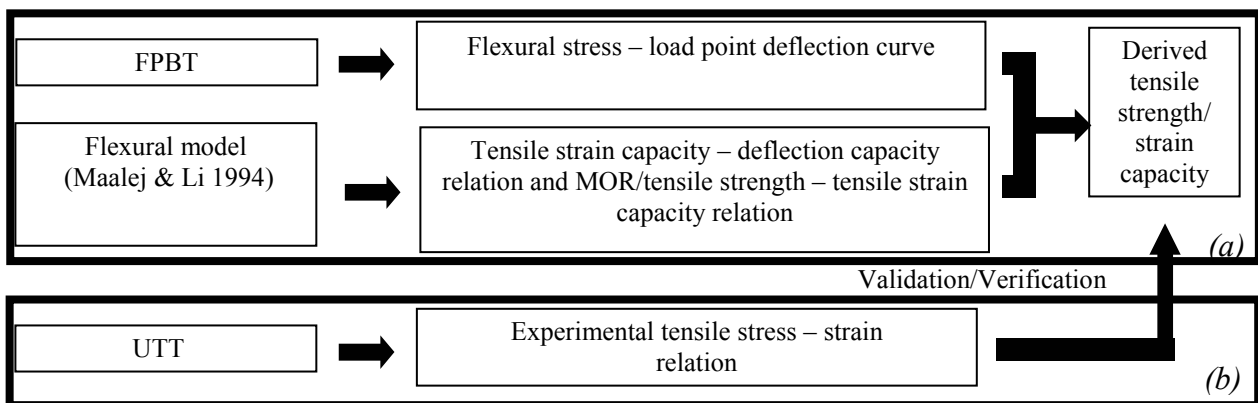 FPBT
Flexural stress – load point deflection curve
Flexural model
(Maalej & Li 1994)
Tensile strain capacity – deflection capacity
relation and MOR/tensile strength – tensile strain
capacity relation
Derived
tensile
strength/
strain
capacity
(a)
Validation/Verification
UTT
Experimental tensile stress – strain
relation
(b)